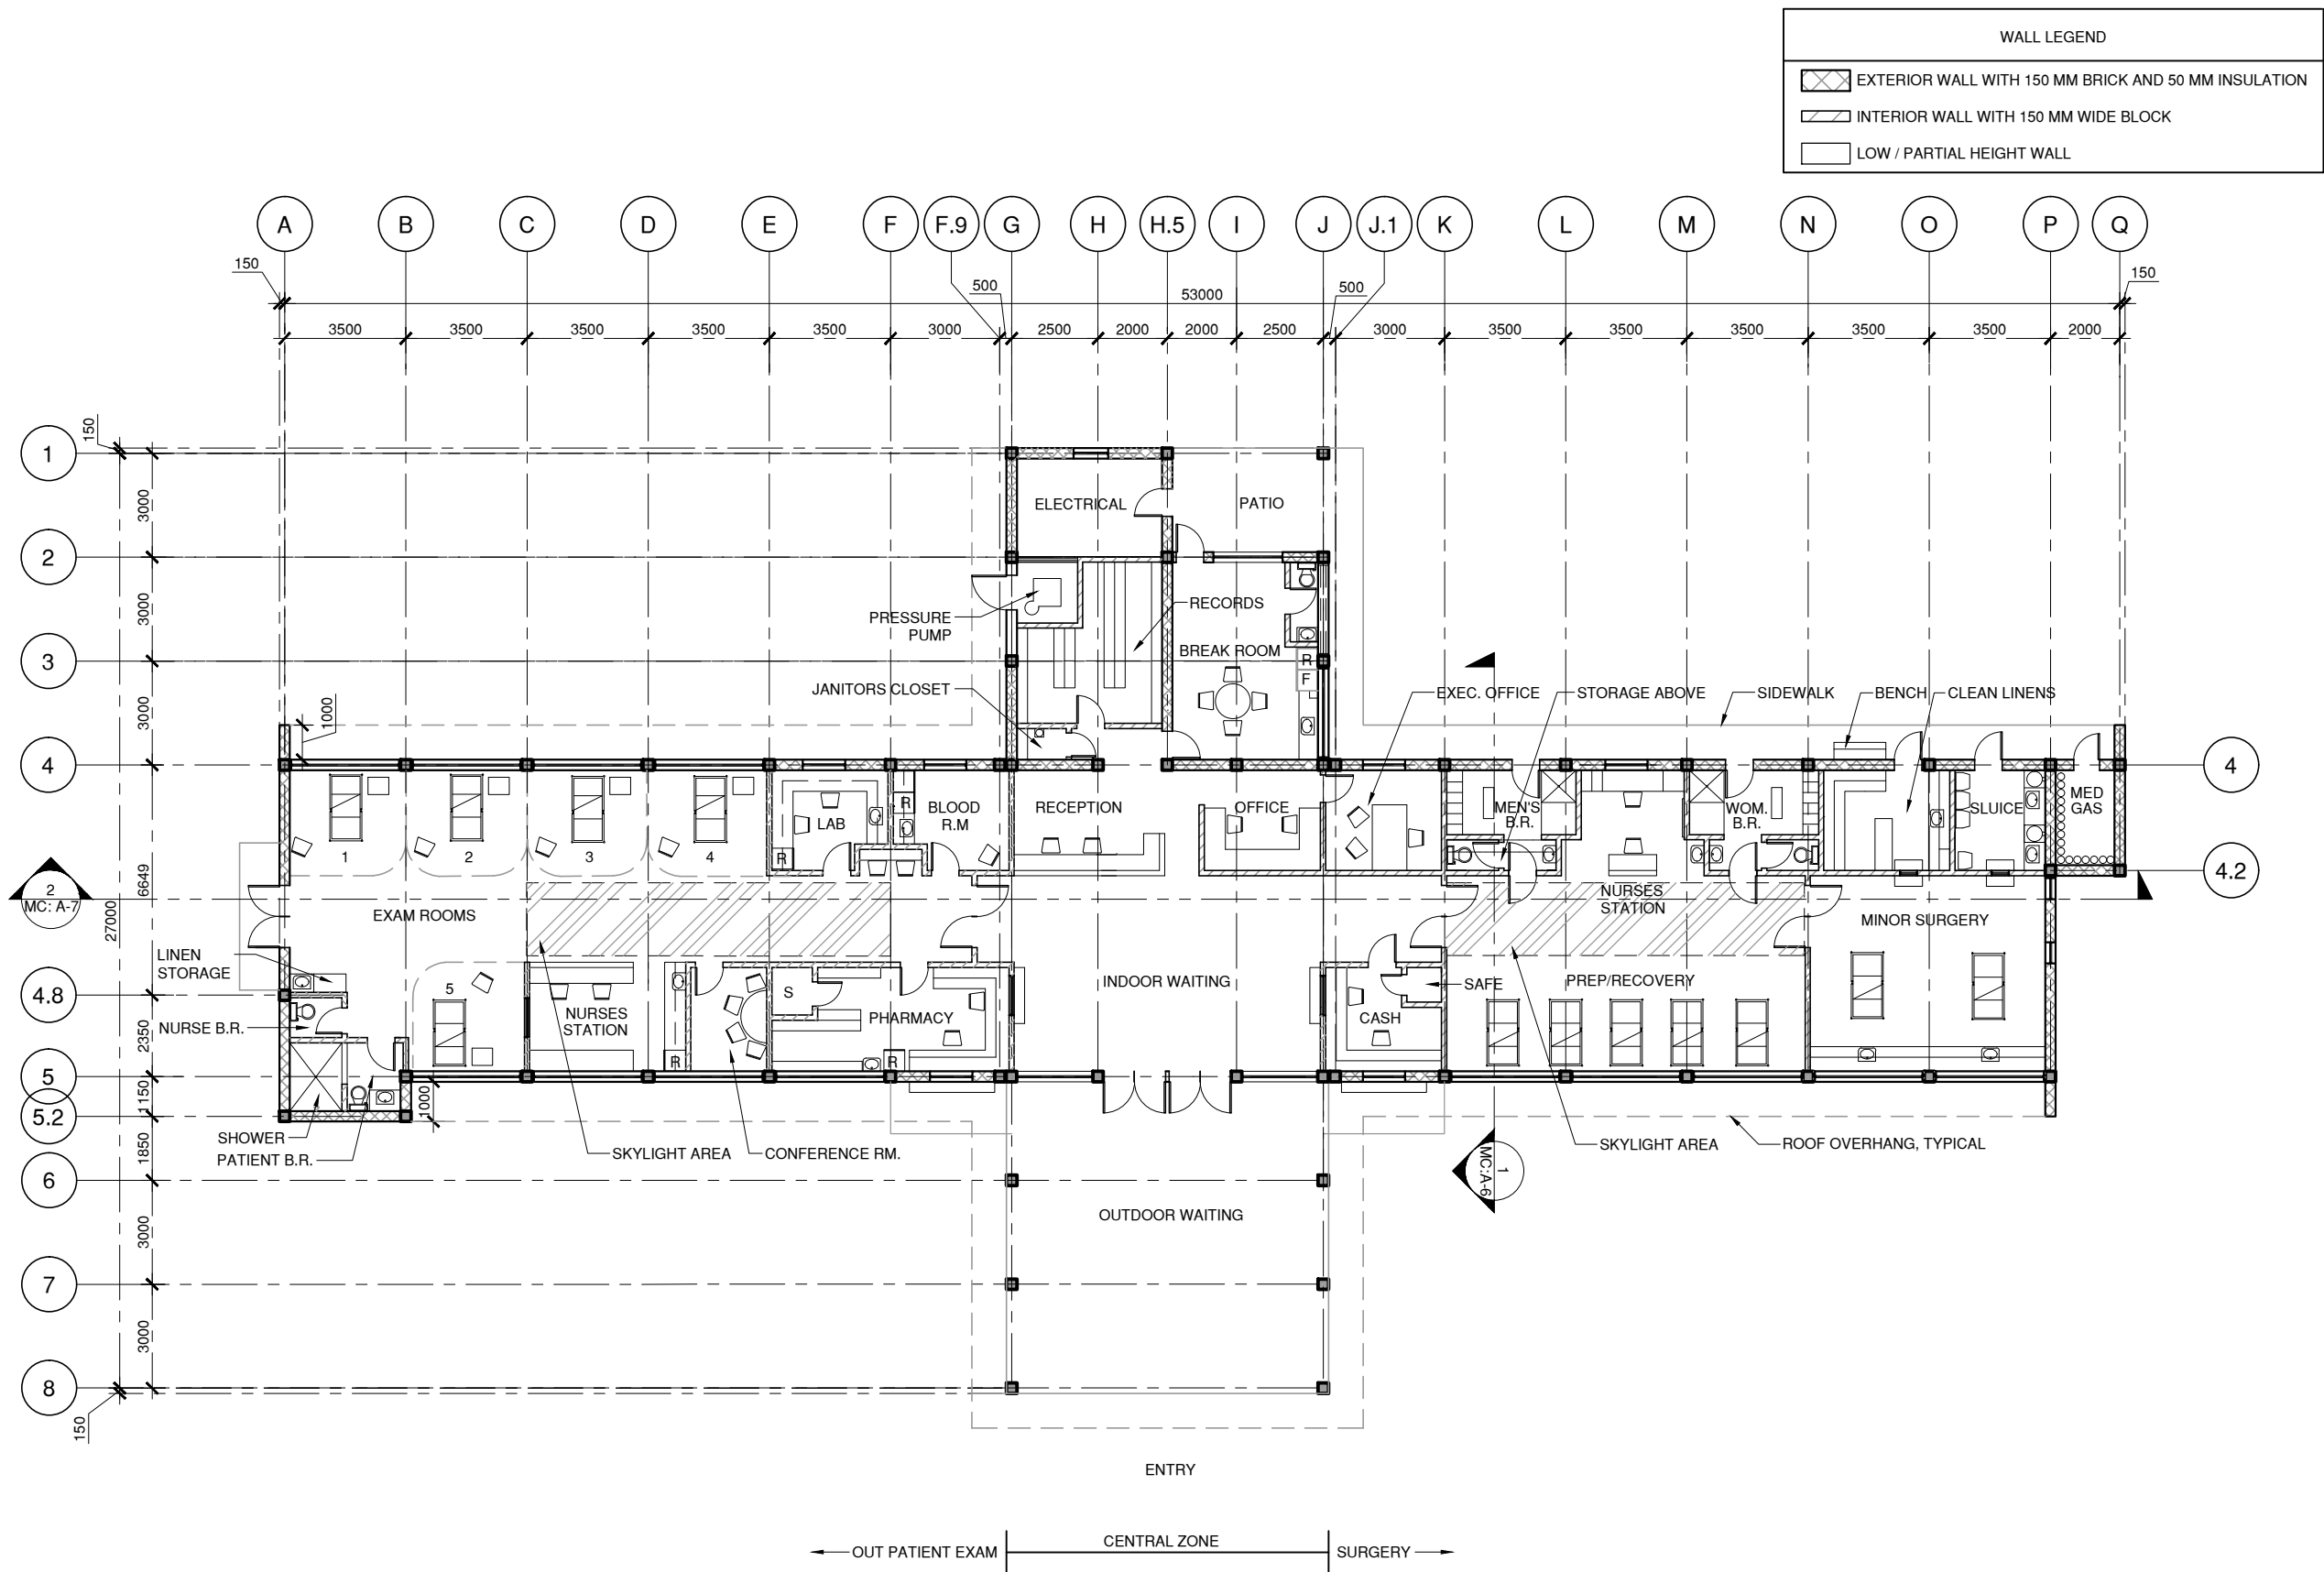 WALL LEGEND
EXTERIOR WALL WITH 150 MM BRICK AND 50 MM INSULATION
INTERIOR WALL WITH 150 MM WIDE BLOCK
LOW / PARTIAL HEIGHT WALL
A
B
C
D
E
F
F.9
G
H
H.5
I
J
J.1
K
L
M
N
O
P
Q
150
500
53000
500
150
3500
3500
3500
3500
3500
3000
2500
2000
2000
2500
3000
3500
3500
3500
3500
3500
2000
1
2
3
4
4.8
5
5.2
6
7
8
4
4.2
150
3000
3000
3000
1000
6649
27000
2350
1150
1000
1850
3000
3000
150
ELECTRICAL
PATIO
PRESSURE
PUMP
RECORDS
BREAK ROOM
R
F
JANITORS CLOSET
EXEC. OFFICE
STORAGE ABOVE
SIDEWALK
BENCH
CLEAN LINENS
1
2
3
4
LAB
R
R
BLOOD
R.M
RECEPTION
OFFICE
MEN'S
B.R.
WOM.
B.R.
SLUICE
MED
GAS
2
MC: A-7
EXAM ROOMS
NURSES
STATION
MINOR SURGERY
LINEN
STORAGE
5
NURSES
STATION
S
PHARMACY
R
R
INDOOR WAITING
SAFE
CASH
PREP/RECOVERY
NURSE B.R.
SHOWER
PATIENT B.R.
SKYLIGHT AREA
CONFERENCE RM.
1
MC:A-6
SKYLIGHT AREA
ROOF OVERHANG, TYPICAL
OUTDOOR WAITING
ENTRY
OUT PATIENT EXAM
CENTRAL ZONE
SURGERY